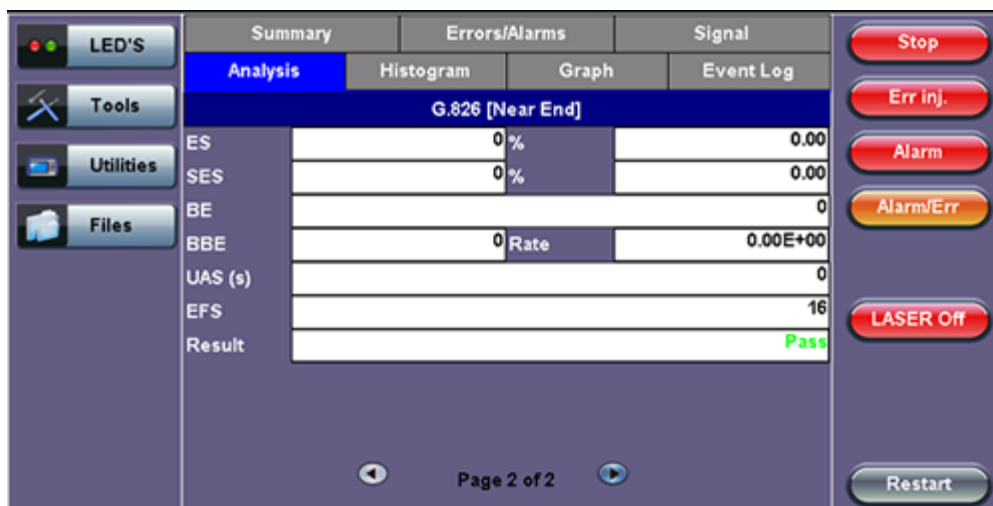 LED'S
Tools
Utilities
Files
Summary Errors/Alarms Signal
Analysis Histogram Graph Event Log
G.826 [Near End]
ES 0 % 0.00
SES 0 % 0.00
BE 0
BBE 0 Rate 0.00E+00
UAS (s) 0
EFS 16
Result Pass
Page 2 of 2
Stop
Err inj.
Alarm
Alarm/Err
LASER Off
Restart